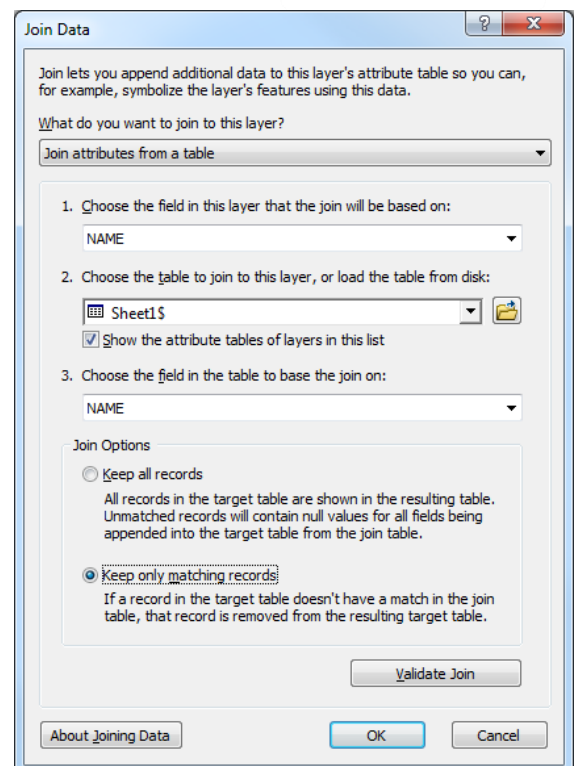 Join Data
Join lets you append additional data to this layer's attribute table so you can,
for example, symbolize the layer's features using this data.
What do you want to join to this layer?
Join attributes from a table
1. Choose the field in this layer that the join will be based on:
NAME
2. Choose the table to join to this layer, or load the table from disk:
Sheet1$
Show the attribute tables of layers in this list
3. Choose the field in the table to base the join on:
NAME
Join Options
Keep all records
All records in the target table are shown in the resulting table.
Unmatched records will contain null values for all fields being
appended into the target table from the join table.
Keep only matching records
If a record in the target table doesn't have a match in the join
table, that record is removed from the resulting target table.
Validate Join
About Joining Data
OK
Cancel